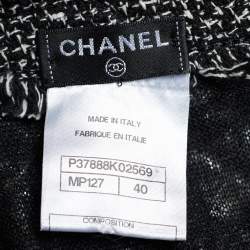 CHANEL
MADE IN ITALY
FABRIQUE EN ITALIE
P37888K02569
MP127 40
COMPOSITION